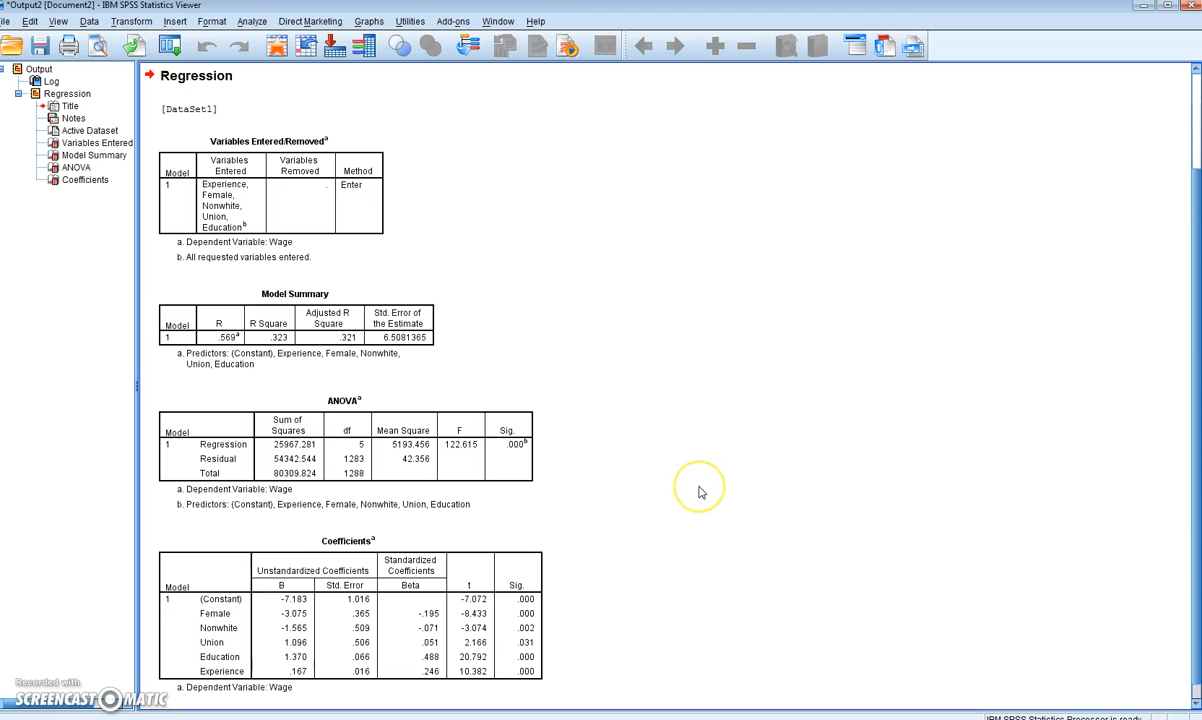 *Output2 [Document2] - IBM SPSS Statistics Viewer
ile Edit View Data Transform Insert Format Analyze Direct Marketing Graphs Utilities Add-ons Window Help
Output
Log
Regression
Title
Notes
Active Dataset
Variables Entered
Model Summary
ANOVA
Coefficients
Regression
[DataSet1]
Variables Entered/Removedª
Model Variables Entered Variables Removed Method
1 Experience, Female, Nonwhite, Union, Educationᵇ . Enter
a. Dependent Variable: Wage
b. All requested variables entered.
Model Summary
Model R R Square Adjusted R Square Std. Error of the Estimate
1 .569ª .323 .321 6.5081365
a. Predictors: (Constant), Experience, Female, Nonwhite,
Union, Education
ANOVAª
Model Sum of Squares df Mean Square F Sig.
1 Regression 25967.281 5 5193.456 122.615 .000ᵇ
Residual 54342.544 1283 42.356
Total 80309.824 1288
a. Dependent Variable: Wage
b. Predictors: (Constant), Experience, Female, Nonwhite, Union, Education
Coefficientsª
Model Unstandardized Coefficients Standardized Coefficients t Sig.
B Std. Error Beta
1 (Constant) -7.183 1.016 -7.072 .000
Female -3.075 .365 -.195 -8.433 .000
Nonwhite -1.565 .509 -.071 -3.074 .002
Union 1.096 .506 .051 2.166 .031
Education 1.370 .066 .488 20.792 .000
Experience .167 .016 .246 10.382 .000
a. Dependent Variable: Wage
Recorded with
SCREENCAST MATIC
IBM SPSS Statistics Processor is ready